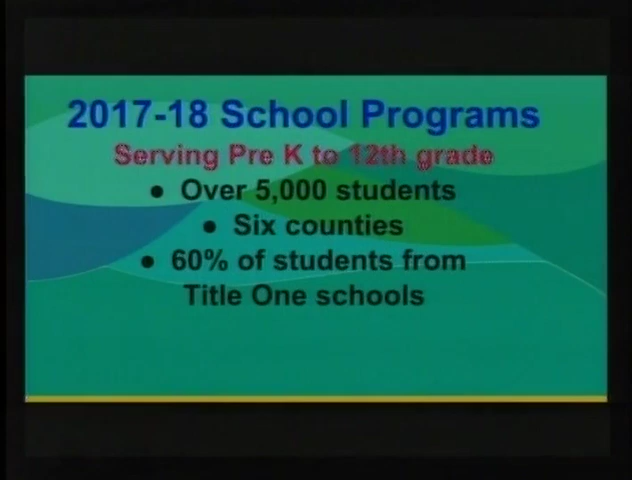 2017-18 School Programs
Serving Pre K to 12th grade
● Over 5,000 students
● Six counties
● 60% of students from
Title One schools